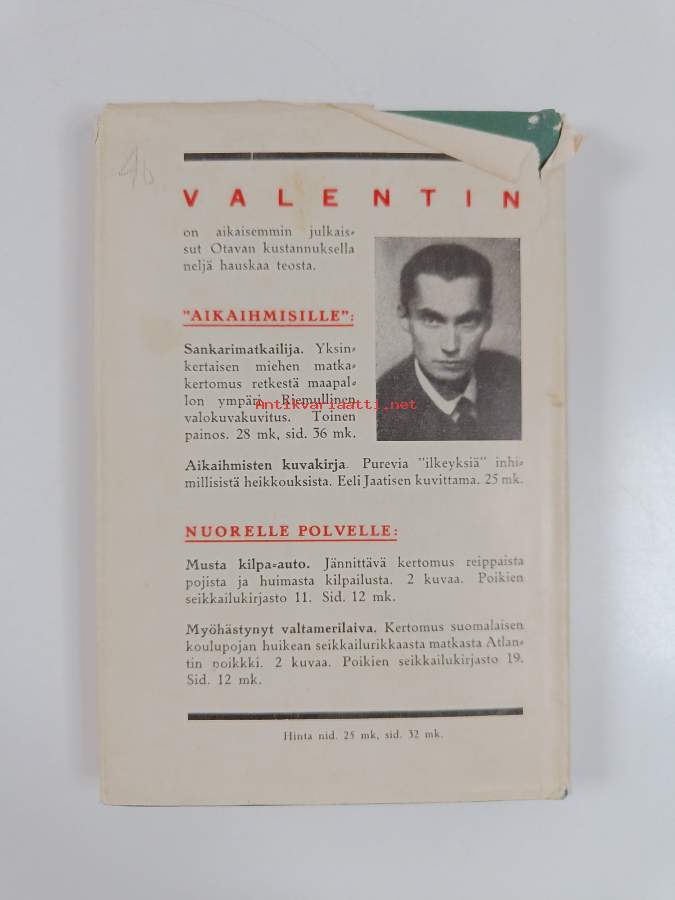 VALENTIN
on aikaisemmin julkais=
sut Otavan kustannuksella
neljä hauskaa teosta.
"AIKAIHMISILLE":
Sankarimatkailija. Yksin=
kertaisen miehen matka=
kertomus retkestä maapal=
lon ympäri. Riemullinen
valokuvakuvitus. Toinen
painos. 28 mk, sid. 36 mk.
Antikvariaatti.net
Aikaihmisten kuvakirja. Purevia "ilkeyksiä" inhi=
millisistä heikkouksista. Eeli Jaatisen kuvittama. 25 mk.
NUORELLE POLVELLE:
Musta kilpa=auto. Jännittävä kertomus reippaista
pojista ja huimasta kilpailusta. 2 kuvaa. Poikien
seikkailukirjasto 11. Sid. 12 mk.
Myöhästynyt valtamerilaiva. Kertomus suomalaisen
koulupojan huikean seikkailurikkaasta matkasta Atlan=
tin poikkki. 2 kuvaa. Poikien seikkailukirjasto 19.
Sid. 12 mk.
Hinta nid. 25 mk, sid. 32 mk.